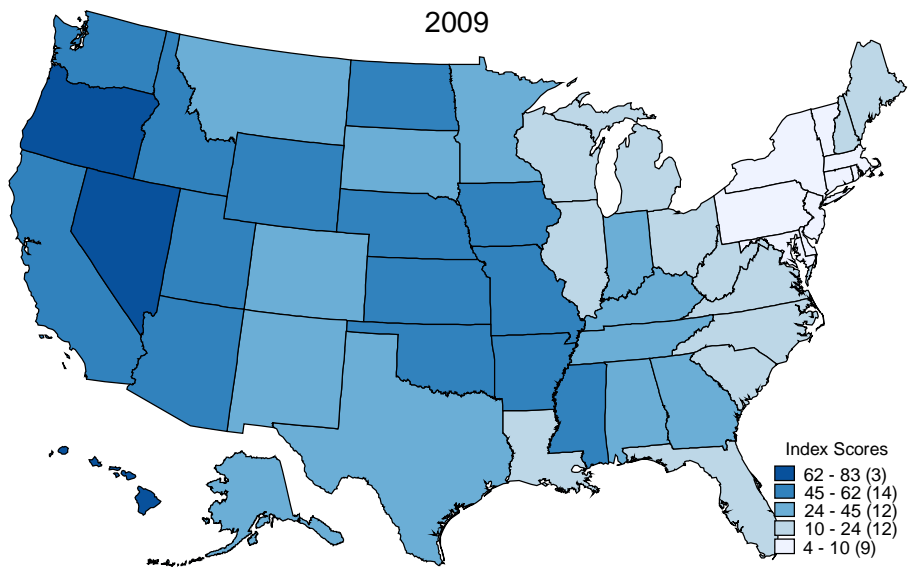 2009
Index Scores
62 - 83 (3)
45 - 62 (14)
24 - 45 (12)
10 - 24 (12)
4 - 10 (9)